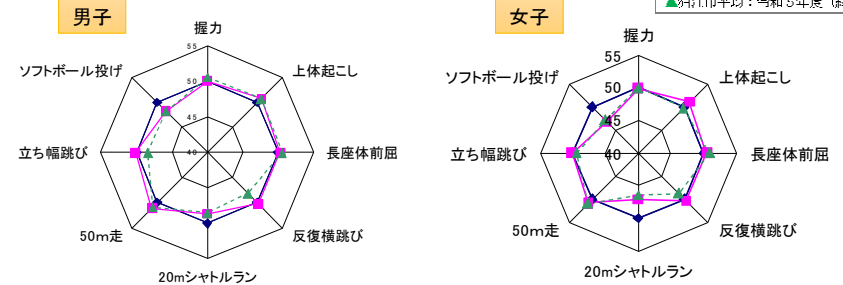 男子
握力
55
上体起こし
ソフトボール投げ
45
立ち幅跳び
40
長座体前屈
50m走
反復横跳び
20mシャトルラン
女子
握力
55
上体起こし
ソフトボール投げ
50
45
立ち幅跳び
40
長座体前屈
50m走
反復横跳び
20mシャトルラン